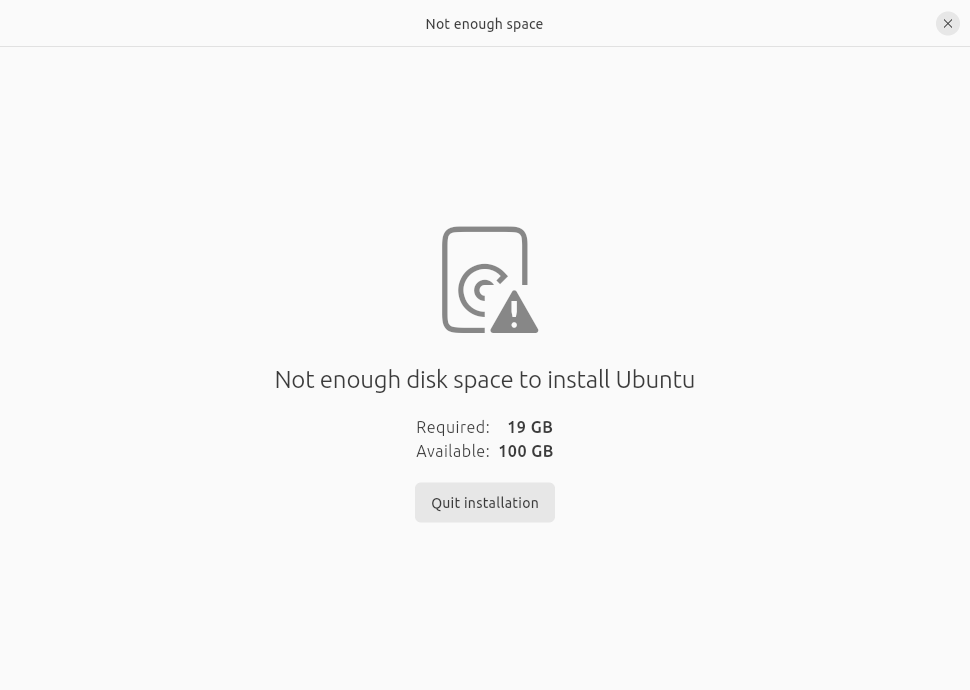 Not enough space
Not enough disk space to install Ubuntu
Required: 19 GB
Available: 100 GB
Quit installation